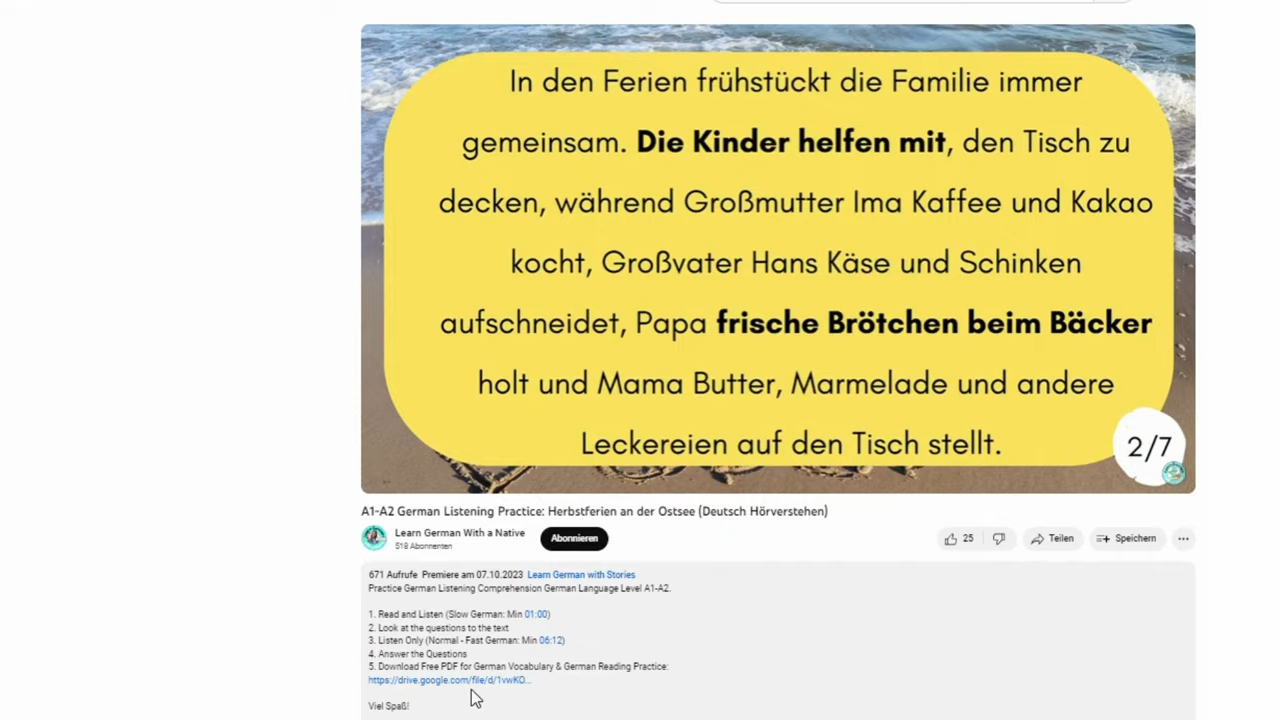 In den Ferien frühstückt die Familie immer
gemeinsam. Die Kinder helfen mit, den Tisch zu
decken, während Großmutter Ima Kaffee und Kakao
kocht, Großvater Hans Käse und Schinken
aufschneidet, Papa frische Brötchen beim Bäcker
holt und Mama Butter, Marmelade und andere
Leckereien auf den Tisch stellt.
2/7
A1-A2 German Listening Practice: Herbstferien an der Ostsee (Deutsch Hörverstehen)
Learn German With a Native
518 Abonnenten
Abonnieren
25
Teilen
Speichern
671 Aufrufe Premiere am 07.10.2023 Learn German with Stories
Practice German Listening Comprehension German Language Level A1-A2.
1. Read and Listen (Slow German: Min 01:00)
2. Look at the questions to the text
3. Listen Only (Normal - Fast German: Min 06:12)
4. Answer the Questions
5. Download Free PDF for German Vocabulary & German Reading Practice:
https://drive.google.com/file/d/1vwKO...
Viel Spaß!